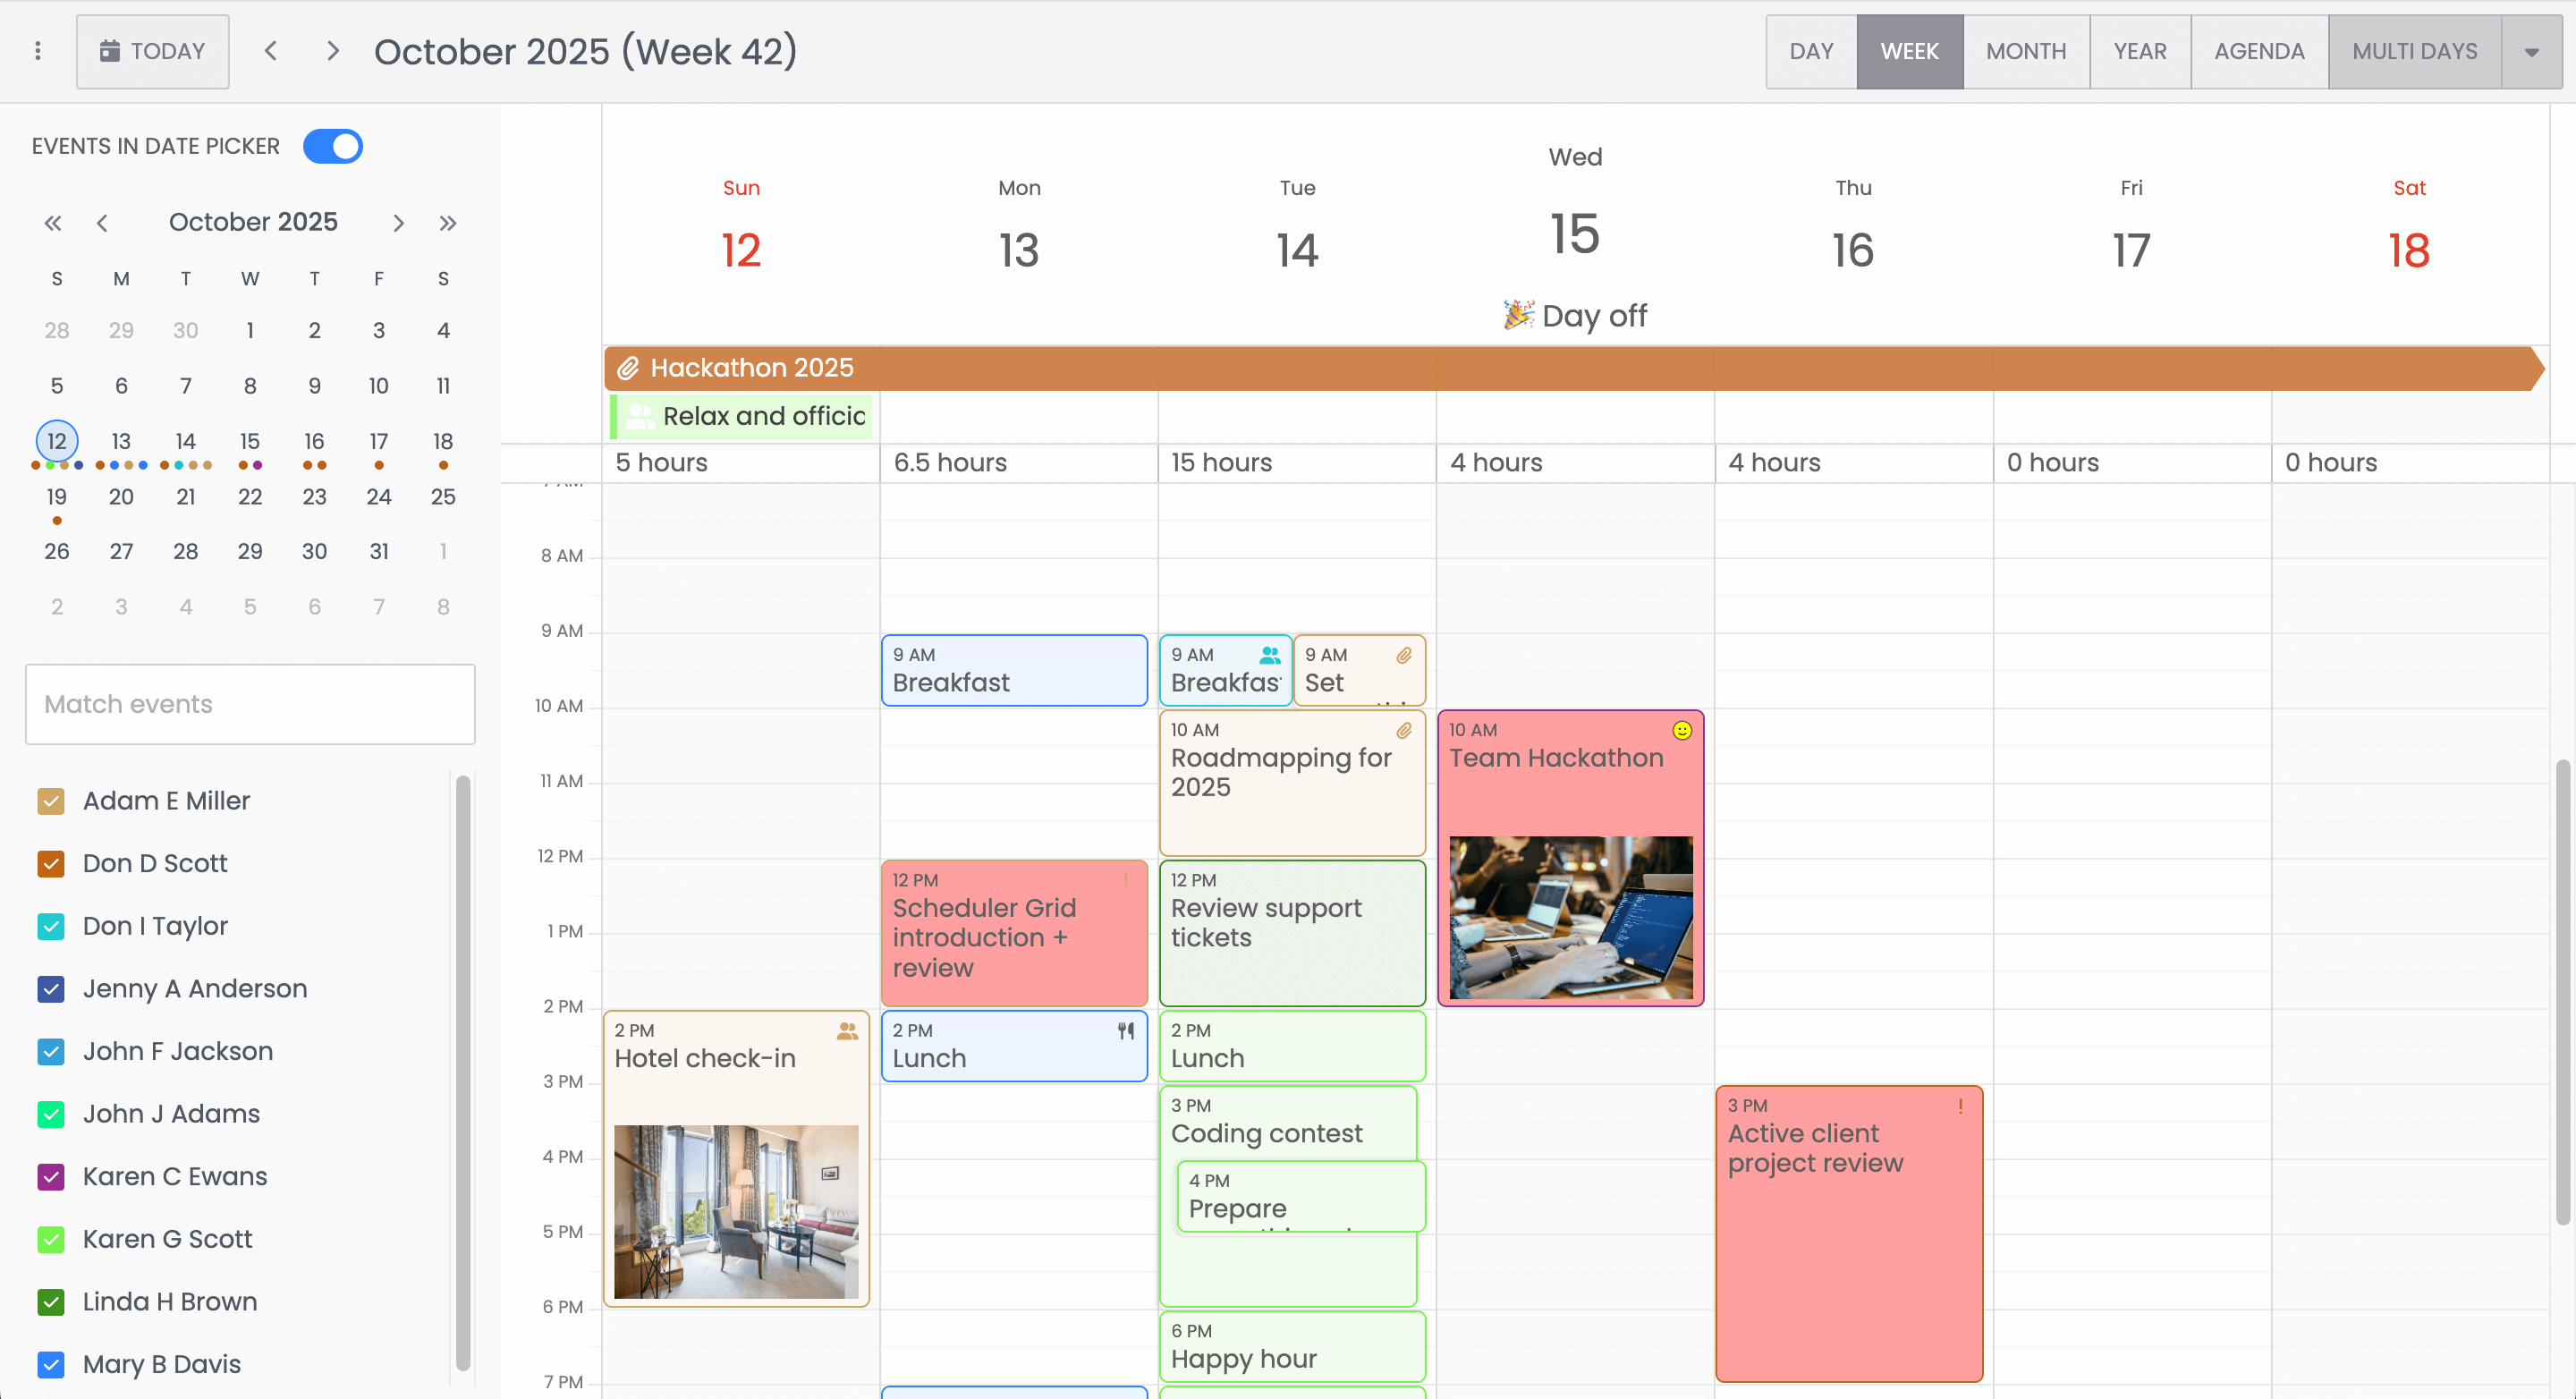 TODAY
October 2025 (Week 42)
DAY
WEEK
MONTH
YEAR
AGENDA
MULTI DAYS
EVENTS IN DATE PICKER
October 2025
S M T W T F S
28 29 30 1 2 3 4
5 6 7 8 9 10 11
12 13 14 15 16 17 18
19 20 21 22 23 24 25
26 27 28 29 30 31 1
2 3 4 5 6 7 8
Match events
Adam E Miller
Don D Scott
Don I Taylor
Jenny A Anderson
John F Jackson
John J Adams
Karen C Ewans
Karen G Scott
Linda H Brown
Mary B Davis
Sun
12
Mon
13
Tue
14
Wed
15
🎉 Day off
Thu
16
Fri
17
Sat
18
Hackathon 2025
Relax and officic
5 hours
6.5 hours
15 hours
4 hours
4 hours
0 hours
0 hours
8 AM
9 AM
10 AM
11 AM
12 PM
1 PM
2 PM
3 PM
4 PM
5 PM
6 PM
7 PM
2 PM
Hotel check-in
9 AM
Breakfast
12 PM
!
Scheduler Grid
introduction +
review
2 PM
Lunch
9 AM
Breakfast
9 AM
Set
10 AM
Roadmapping for
2025
12 PM
Review support
tickets
2 PM
Lunch
3 PM
Coding contest
4 PM
Prepare
6 PM
Happy hour
10 AM
Team Hackathon
3 PM
!
Active client
project review